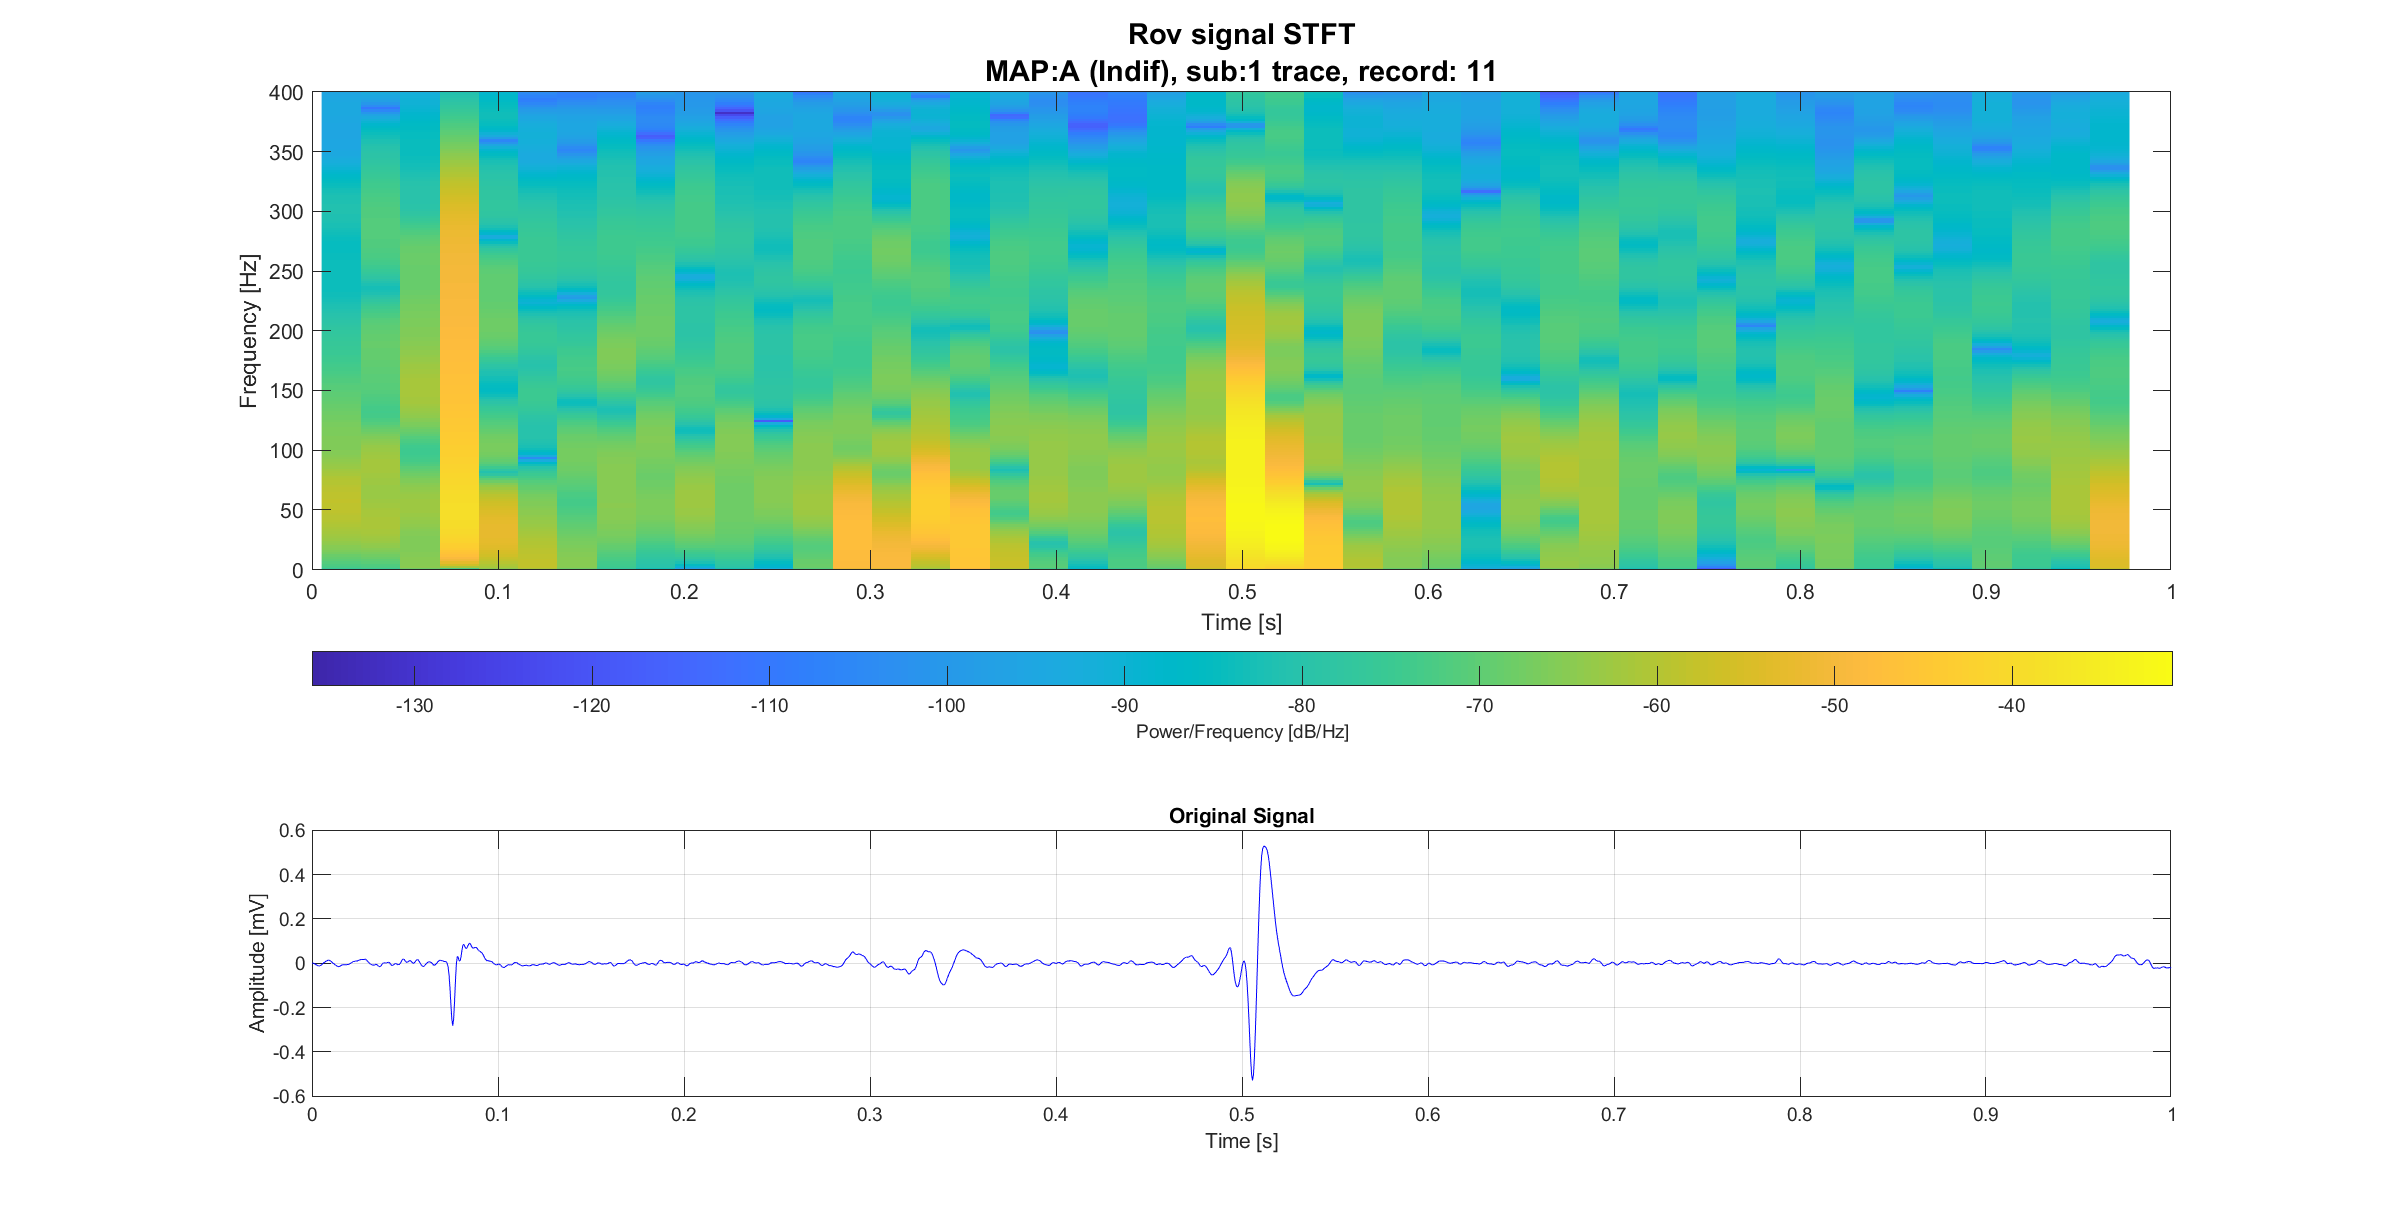 Rov signal STFT
MAP:A (Indif), sub:1 trace, record: 11
400
350
300
250
200
150
100
50
0
Frequency [Hz]
0 0.1 0.2 0.3 0.4 0.5 0.6 0.7 0.8 0.9 1
Time [s]
-130 -120 -110 -100 -90 -80 -70 -60 -50 -40
Power/Frequency [dB/Hz]
Original Signal
0.6
0.4
0.2
0
-0.2
-0.4
-0.6
Amplitude [mV]
0 0.1 0.2 0.3 0.4 0.5 0.6 0.7 0.8 0.9 1
Time [s]